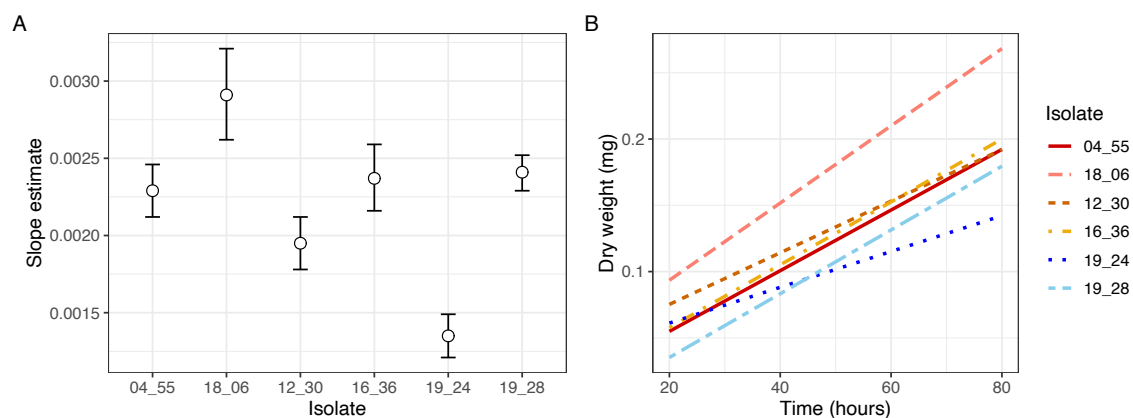 A
Slope estimate
0.0030
0.0025
0.0020
0.0015
04_55 18_06 12_30 16_36 19_24 19_28
Isolate
B
Dry weight (mg)
0.2
0.1
20 40 60 80
Time (hours)
Isolate
04_55
18_06
12_30
16_36
19_24
19_28